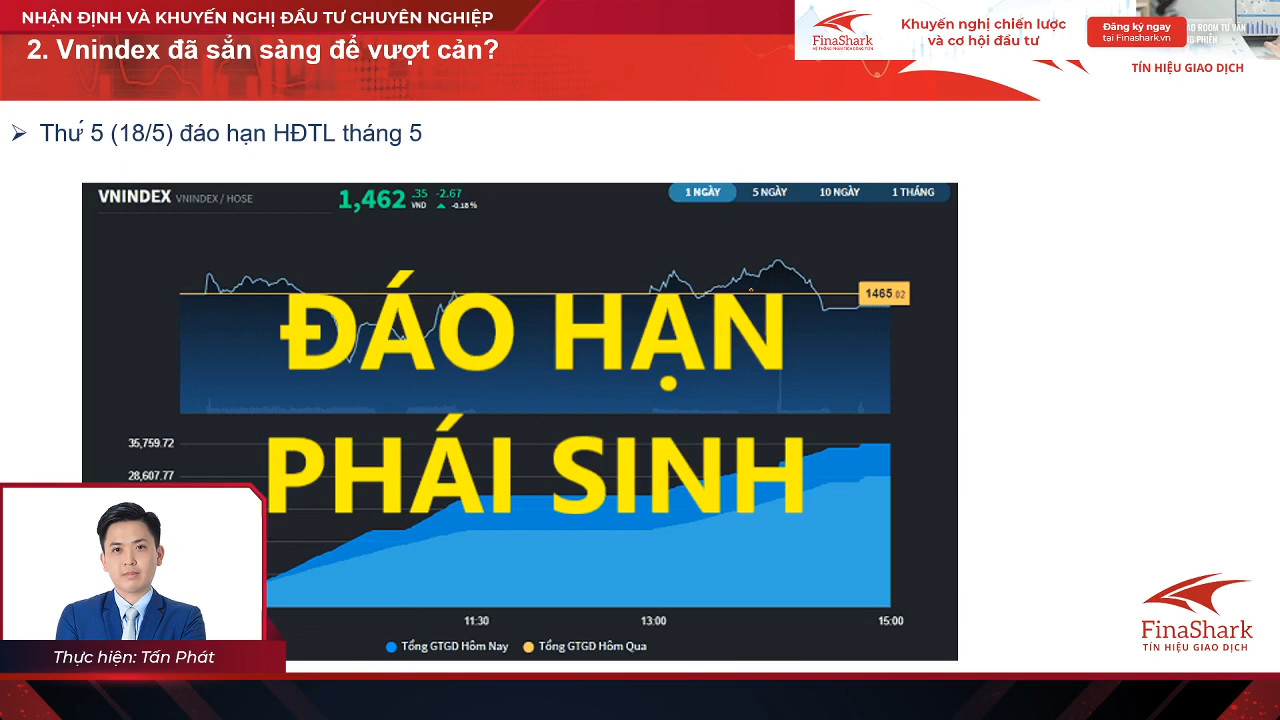 NHẬN ĐỊNH VÀ KHUYẾN NGHỊ ĐẦU TƯ CHUYÊN NGHIỆP
2. Vnindex đã sẵn sàng để vượt cản?
FinaShark
Khuyến nghị chiến lược
và cơ hội đầu tư
Đăng ký ngay
tại Finashark.vn
ROOM TƯ VẤN
TÍN HIỆU GIAO DỊCH
➢ Thứ 5 (18/5) đáo hạn HĐTL tháng 5
VNINDEX VNINDEX / HOSE
1,462 .35 -2.67
VND -0.18 %
1 NGÀY 5 NGÀY 10 NGÀY 1 THÁNG
1465.02
ĐÁO HẠN
PHÁI SINH
35,759.72
28,607.77
11:30 13:00 15:00
Tổng GTGD Hôm Nay Tổng GTGD Hôm Qua
Thực hiện: Tấn Phát
FinaShark
TÍN HIỆU GIAO DỊCH